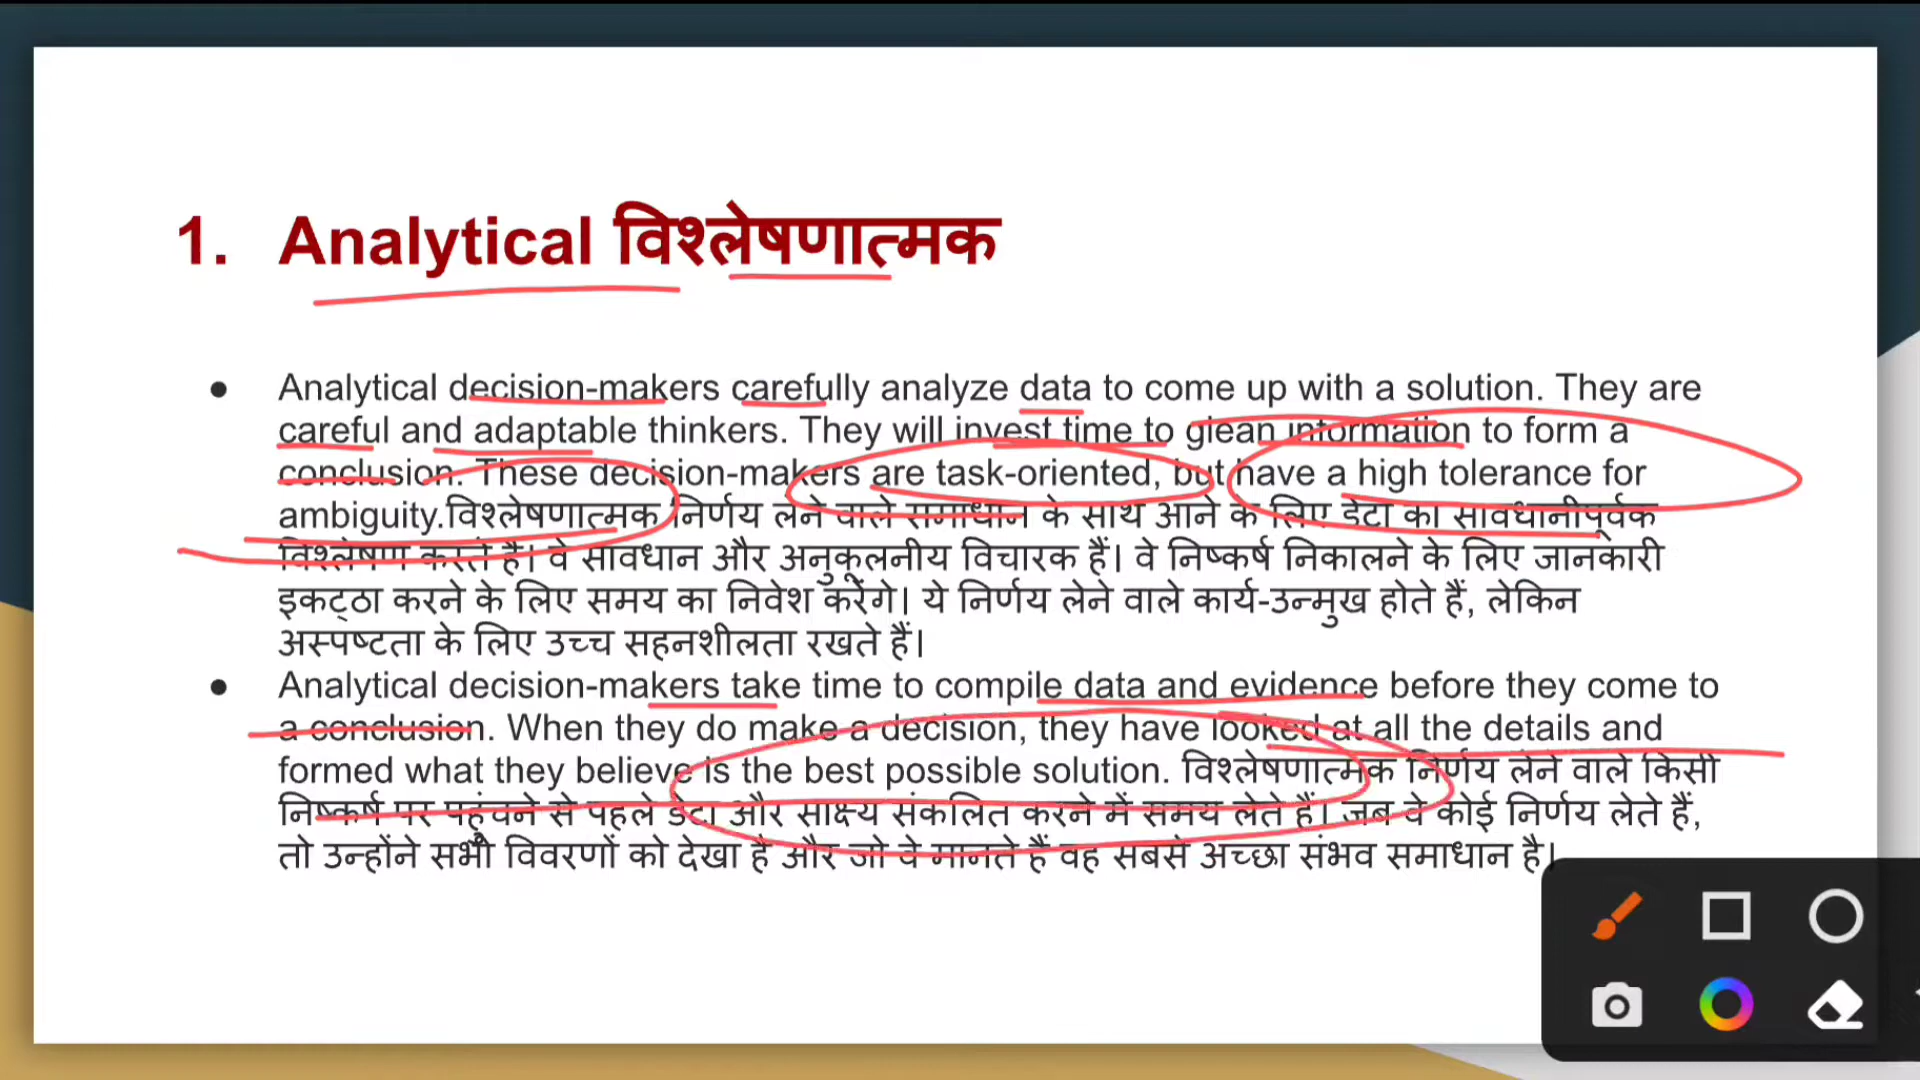 1. Analytical विश्लेषणात्मक
● Analytical decision-makers carefully analyze data to come up with a solution. They are
careful and adaptable thinkers. They will invest time to glean information to form a
conclusion. These decision-makers are task-oriented, but have a high tolerance for
ambiguity.विश्लेषणात्मक निर्णय लेने वाले समाधान के साथ आने के लिए डेटा का सावधानीपूर्वक
विश्लेषण करते है। वे सावधान और अनुकूलनीय विचारक हैं। वे निष्कर्ष निकालने के लिए जानकारी
इकट्ठा करने के लिए समय का निवेश करेंगे। ये निर्णय लेने वाले कार्य-उन्मुख होते हैं, लेकिन
अस्पष्टता के लिए उच्च सहनशीलता रखते हैं।
● Analytical decision-makers take time to compile data and evidence before they come to
a conclusion. When they do make a decision, they have looked at all the details and
formed what they believe is the best possible solution. विश्लेषणात्मक निर्णय लेने वाले किसी
निष्कर्ष पर पहुंचने से पहले डेटा और साक्ष्य संकलित करने में समय लेते हैं। जब वे कोई निर्णय लेते हैं,
तो उन्होंने सभी विवरणों को देखा है और जो वे मानते हैं वह सबसे अच्छा संभव समाधान है।